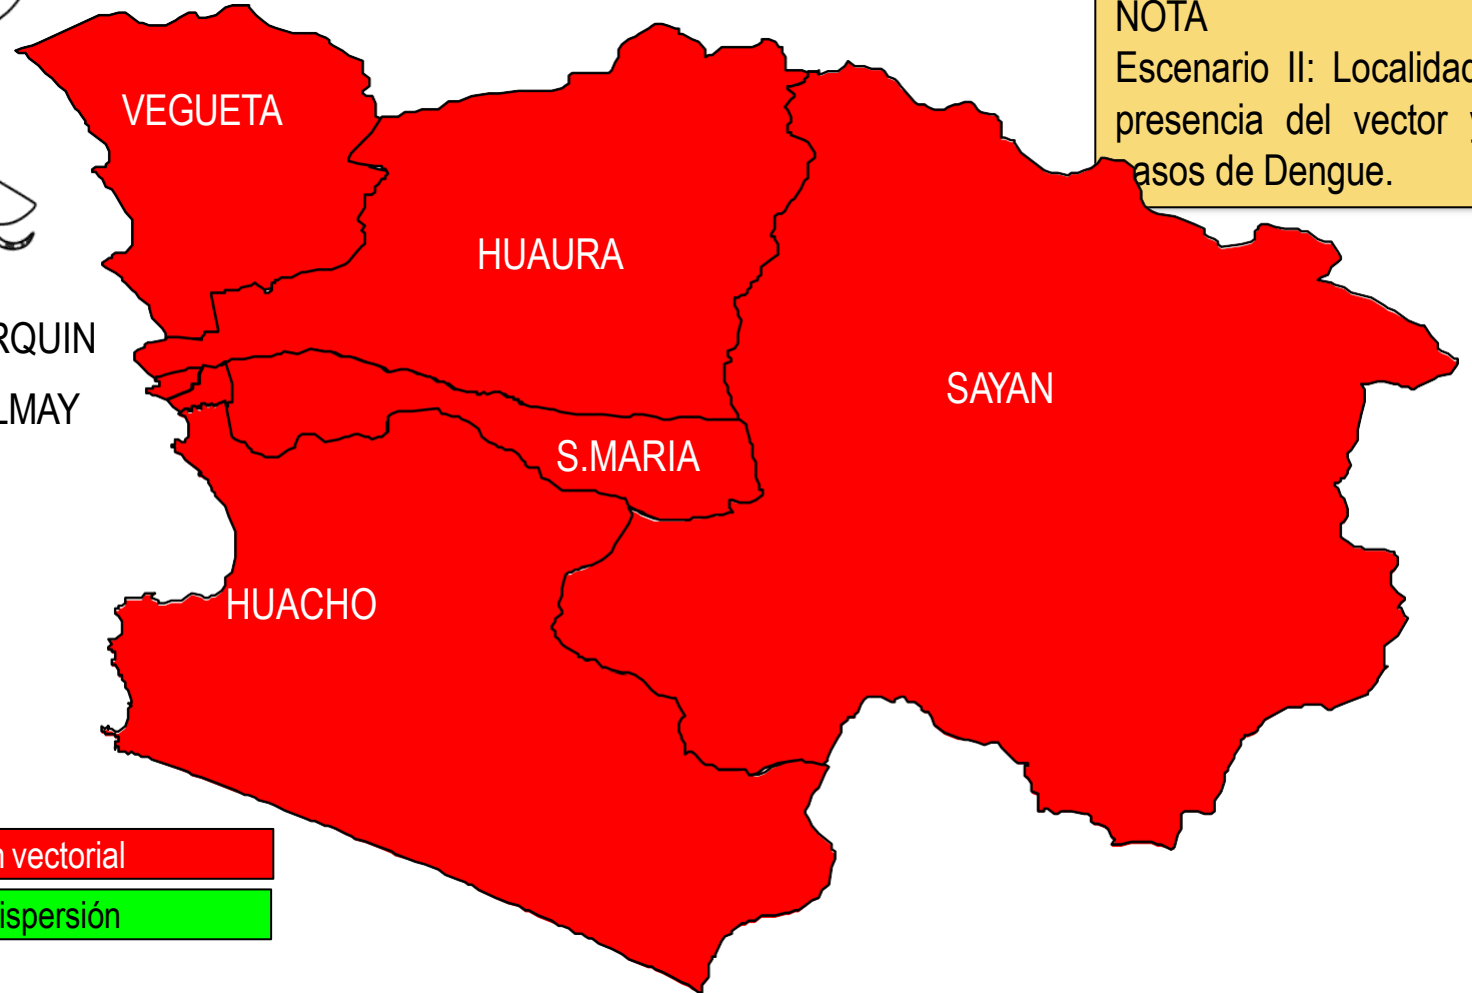 NOTA
Escenario II: Localidad
presencia del vector y
asos de Dengue.
VEGUETA
HUAURA
RQUIN
SAYAN
LMAY
S.MARIA
HUACHO
n vectorial
ispersión